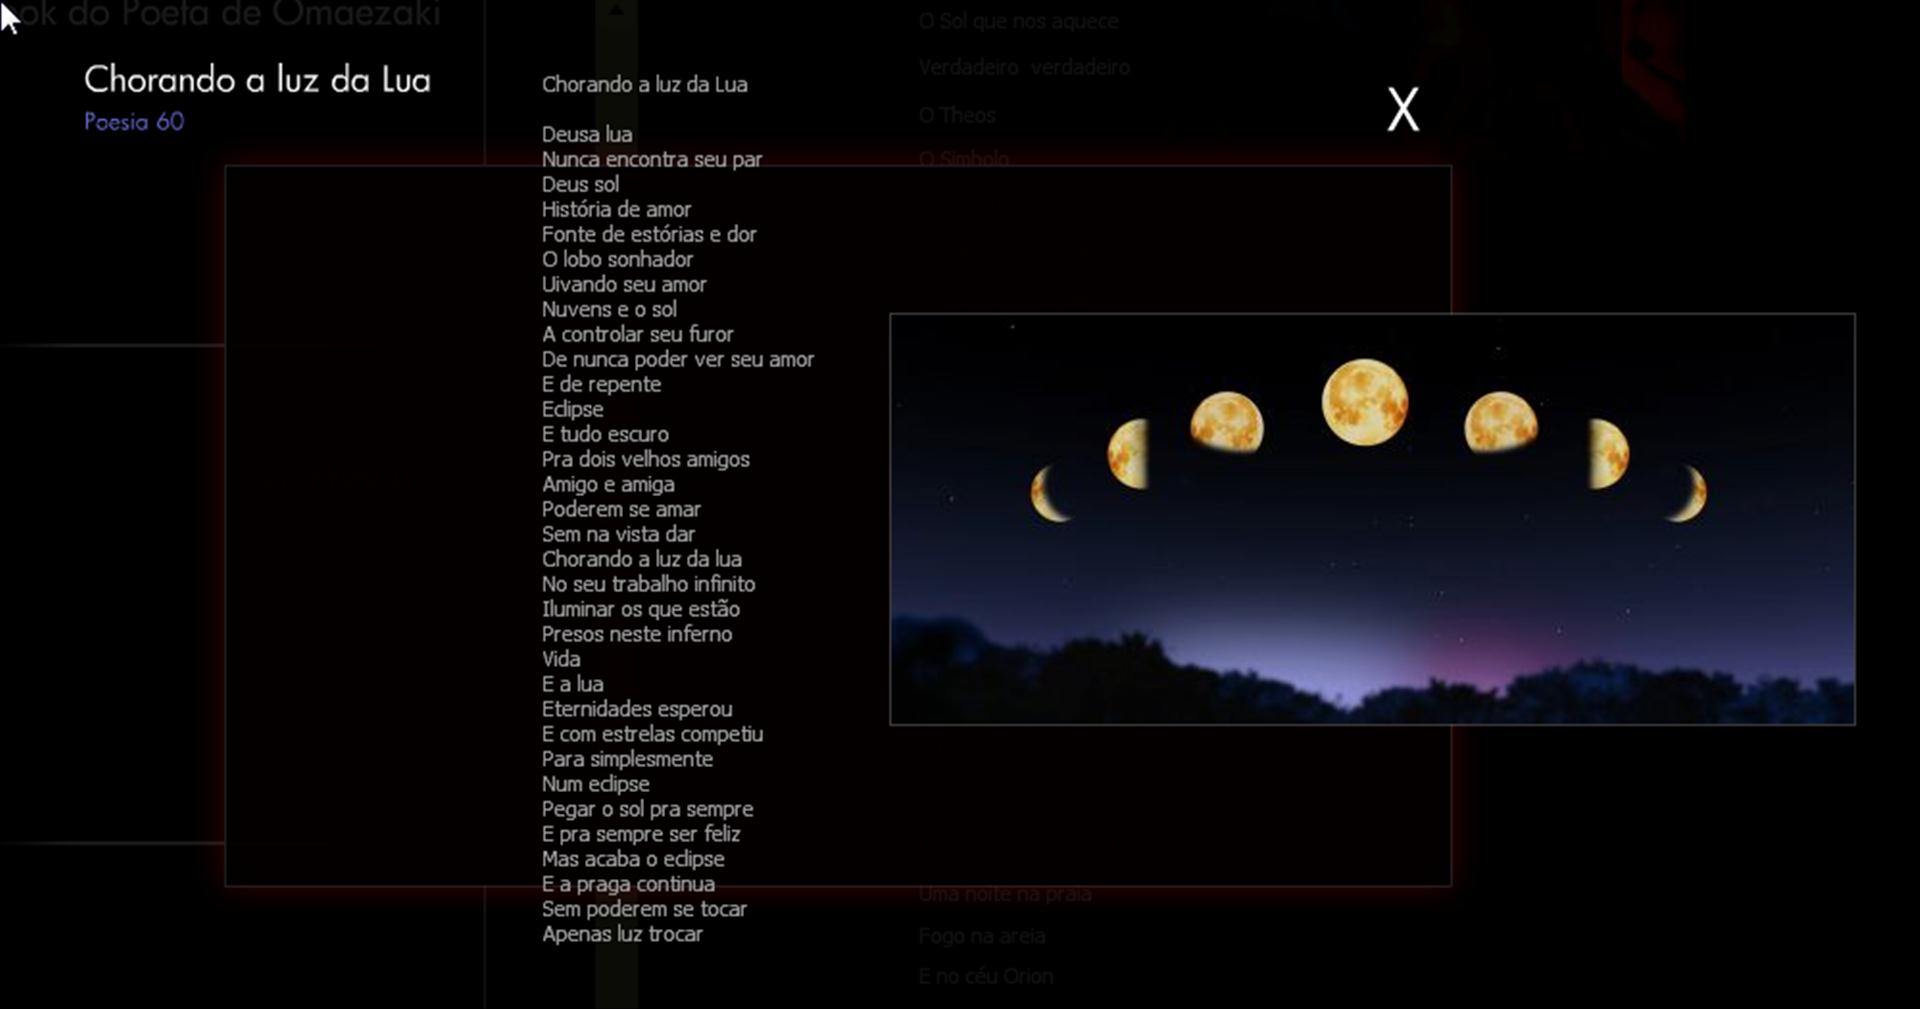 ok do Poeta de Omaezaki
Chorando a luz da Lua
Poesia 60
Chorando a luz da Lua
Deusa lua
Nunca encontra seu par
Deus sol
História de amor
Fonte de estórias e dor
O lobo sonhador
Uivando seu amor
Nuvens e o sol
A controlar seu furor
De nunca poder ver seu amor
E de repente
Eclipse
E tudo escuro
Pra dois velhos amigos
Amigo e amiga
Poderem se amar
Sem na vista dar
Chorando a luz da lua
No seu trabalho infinito
Iluminar os que estão
Presos neste inferno
Vida
E a lua
Eternidades esperou
E com estrelas competiu
Para simplesmente
Num eclipse
Pegar o sol pra sempre
E pra sempre ser feliz
Mas acaba o eclipse
E a praga continua
Sem poderem se tocar
Apenas luz trocar
X
O Sol que nos aquece
Verdadeiro verdadeiro
O Theos
O Simbolo
Uma noite na praia
Fogo na areia
E no céu Orion